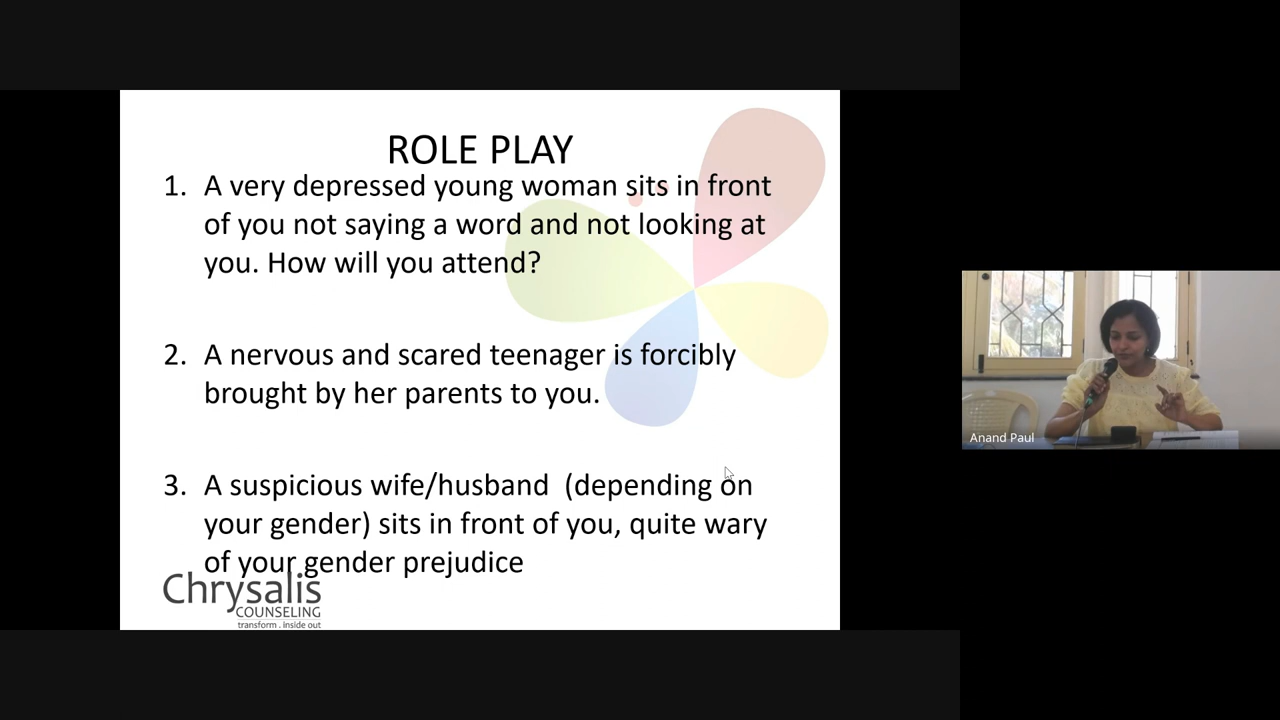 ROLE PLAY
1. A very depressed young woman sits in front
of you not saying a word and not looking at
you. How will you attend?
2. A nervous and scared teenager is forcibly
brought by her parents to you.
3. A suspicious wife/husband (depending on
your gender) sits in front of you, quite wary
of your gender prejudice
Chrysalis
COUNSELING
transform . inside out
Anand Paul